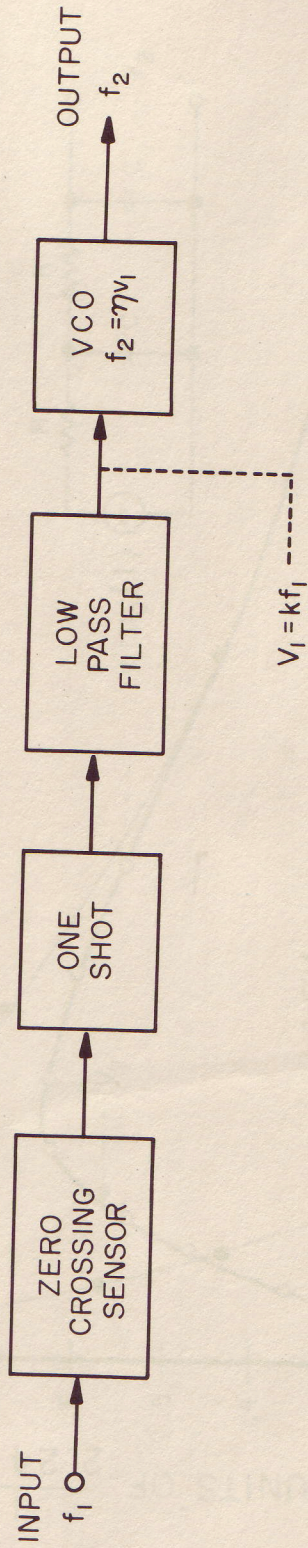 INPUT
f₁
ZERO
CROSSING
SENSOR
ONE
SHOT
LOW
PASS
FILTER
V₁ = kf₁
VCO
f₂ = ηv₁
OUTPUT
f₂